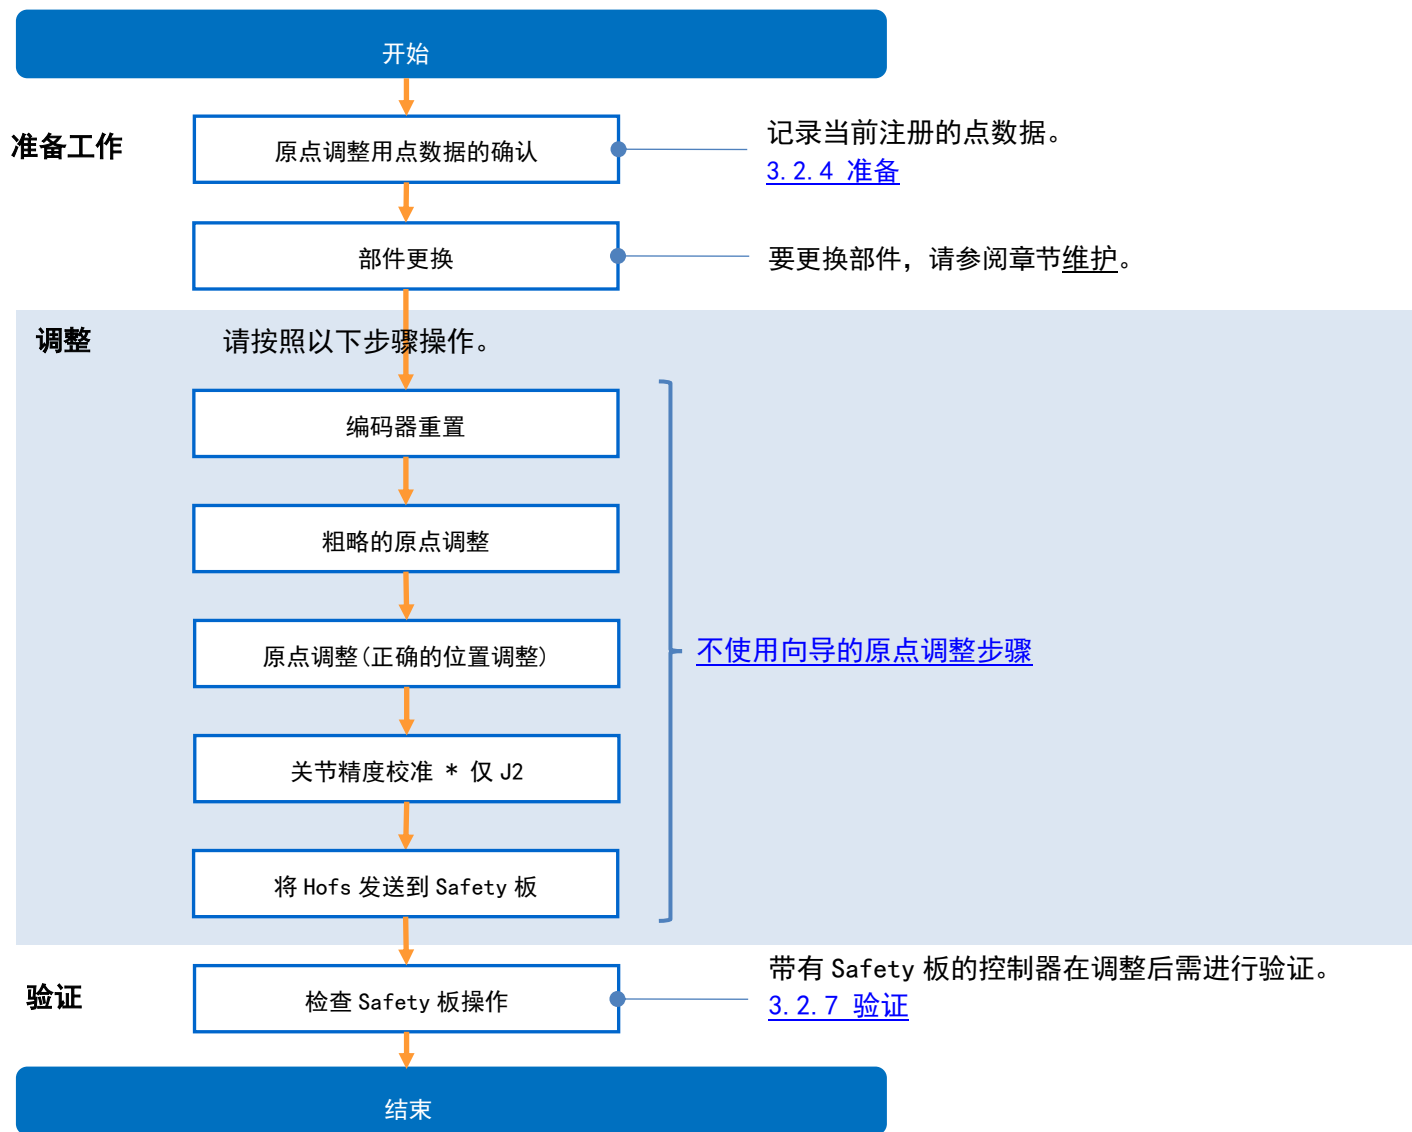 开始
准备工作
原点调整用点数据的确认
记录当前注册的点数据。
3.2.4 准备
部件更换
要更换部件，请参阅章节维护。
调整
请按照以下步骤操作。
编码器重置
粗略的原点调整
原点调整(正确的位置调整)
不使用向导的原点调整步骤
关节精度校准 * 仅 J2
将 Hofs 发送到 Safety 板
验证
检查 Safety 板操作
带有 Safety 板的控制器在调整后需进行验证。
3.2.7 验证
结束